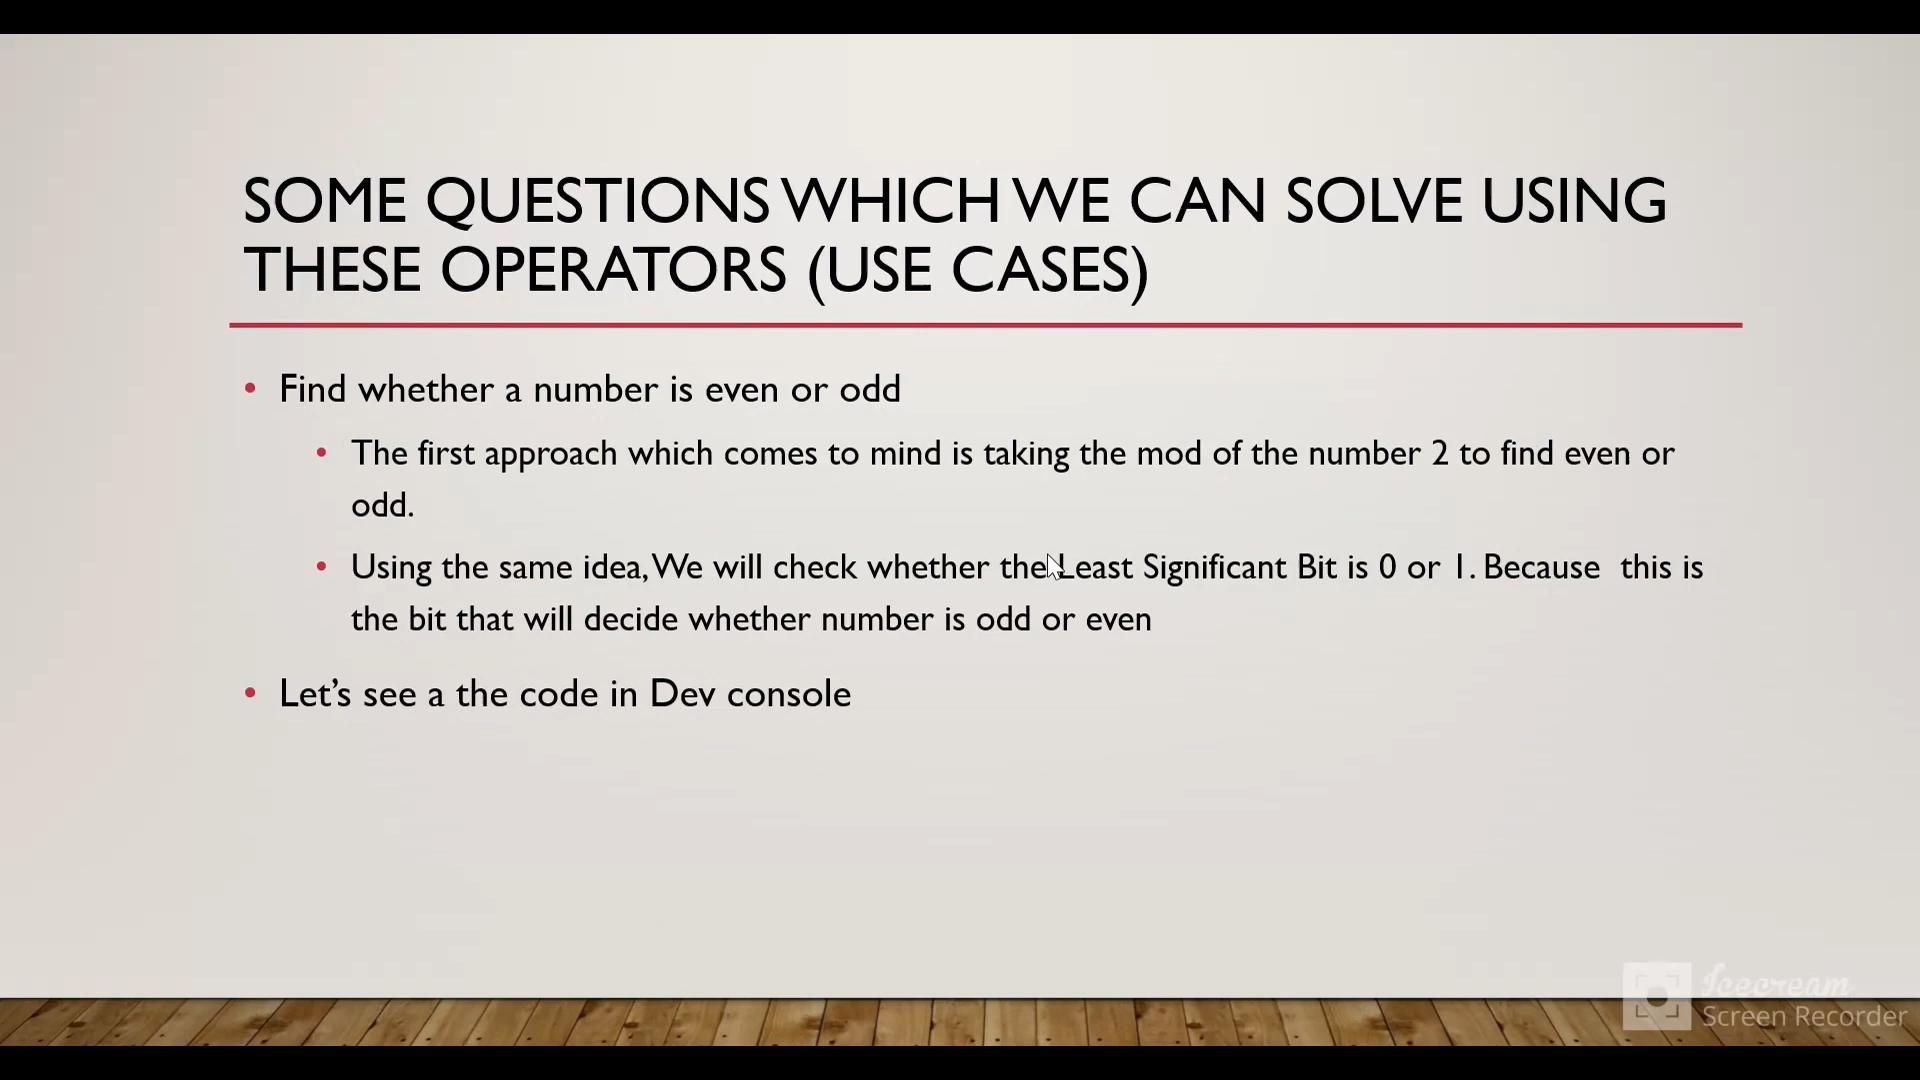 SOME QUESTIONS WHICH WE CAN SOLVE USING
THESE OPERATORS (USE CASES)
• Find whether a number is even or odd
• The first approach which comes to mind is taking the mod of the number 2 to find even or
odd.
• Using the same idea, We will check whether the Least Significant Bit is 0 or 1. Because  this is
the bit that will decide whether number is odd or even
• Let’s see a the code in Dev console
Icecream
Screen Recorder